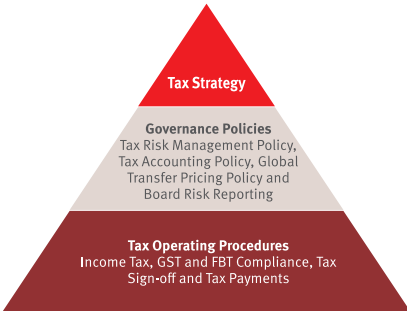 Tax Strategy
Governance Policies
Tax Risk Management Policy,
Tax Accounting Policy, Global
Transfer Pricing Policy and
Board Risk Reporting
Tax Operating Procedures
Income Tax, GST and FBT Compliance, Tax
Sign-off and Tax Payments